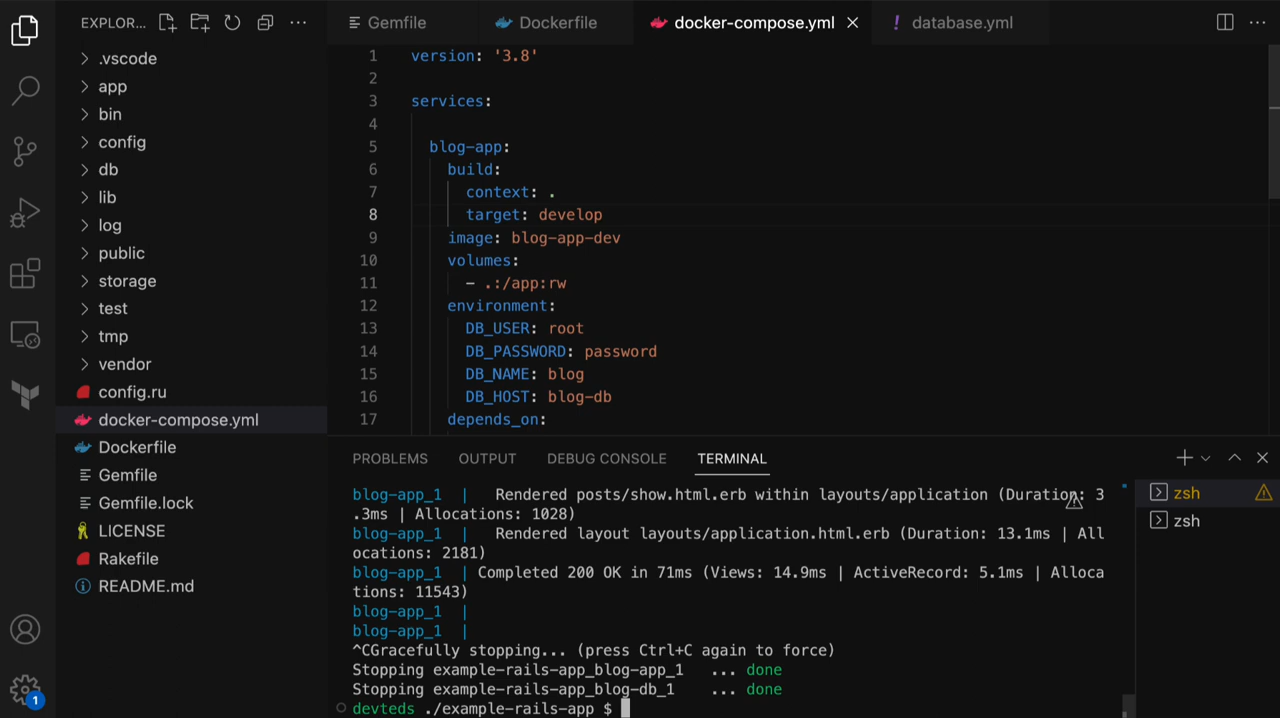 EXPLOR...
Gemfile
Dockerfile
docker-compose.yml
! database.yml
.vscode
app
bin
config
db
lib
log
public
storage
test
tmp
vendor
config.ru
docker-compose.yml
Dockerfile
Gemfile
Gemfile.lock
LICENSE
Rakefile
README.md
1
1 version: '3.8'
2
3 services:
4
5 blog-app:
6 build:
7 context: .
8 target: develop
9 image: blog-app-dev
10 volumes:
11 - .:/app:rw
12 environment:
13 DB_USER: root
14 DB_PASSWORD: password
15 DB_NAME: blog
16 DB_HOST: blog-db
17 depends_on:
PROBLEMS OUTPUT DEBUG CONSOLE TERMINAL
blog-app_1 | Rendered posts/show.html.erb within layouts/application (Duration: 3
.3ms | Allocations: 1028)
blog-app_1 | Rendered layout layouts/application.html.erb (Duration: 13.1ms | All
ocations: 2181)
blog-app_1 | Completed 200 OK in 71ms (Views: 14.9ms | ActiveRecord: 5.1ms | Alloca
tions: 11543)
blog-app_1 |
blog-app_1 |
^CGracefully stopping... (press Ctrl+C again to force)
Stopping example-rails-app_blog-app_1 ... done
Stopping example-rails-app_blog-db_1 ... done
devteds ./example-rails-app $
zsh
zsh